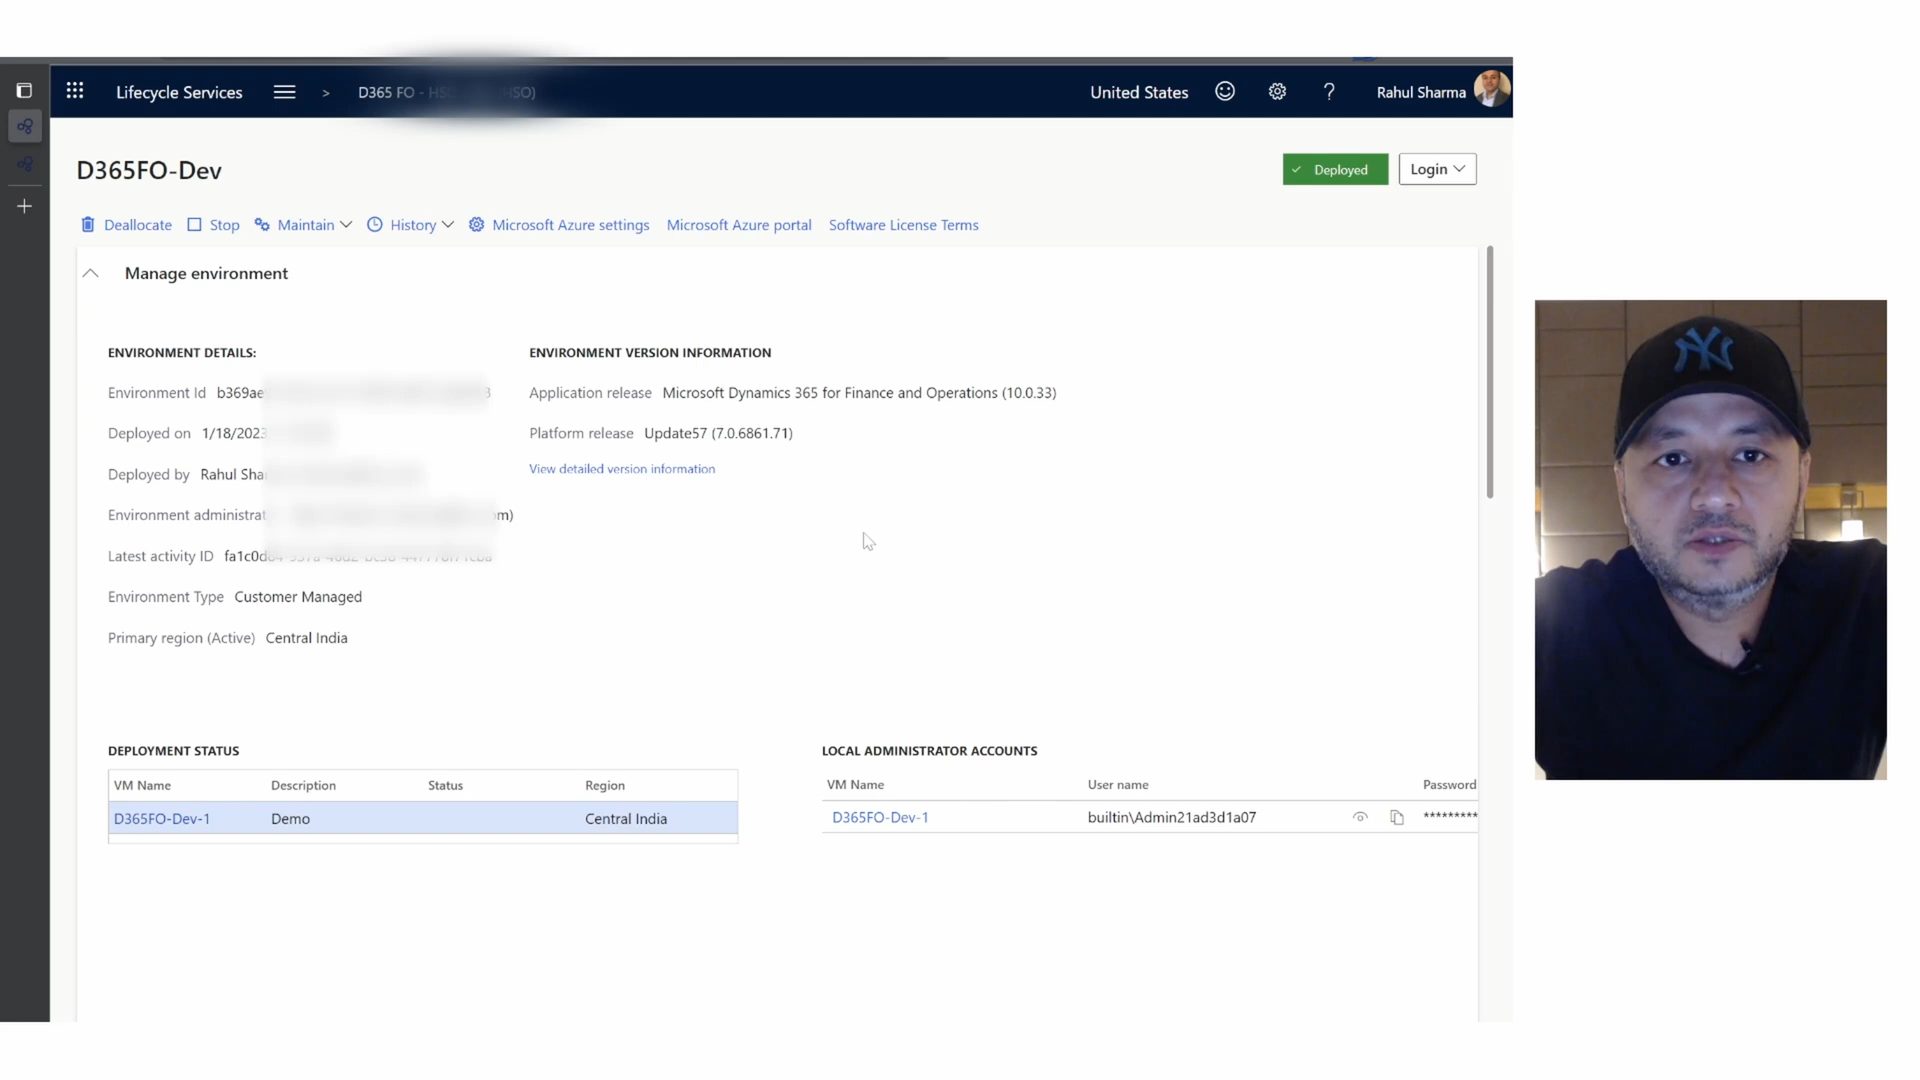 Lifecycle Services > D365 FO - HSO)
United States ? Rahul Sharma
D365FO-Dev
Deployed Login
Deallocate Stop Maintain History Microsoft Azure settings Microsoft Azure portal Software License Terms
Manage environment
ENVIRONMENT DETAILS: ENVIRONMENT VERSION INFORMATION
Environment Id b369ae 3 Application release Microsoft Dynamics 365 for Finance and Operations (10.0.33)
Deployed on 1/18/2023 Platform release Update57 (7.0.6861.71)
View detailed version information
Deployed by Rahul Sha
Environment administrat om)
Latest activity ID fa1c0d
Environment Type Customer Managed
Primary region (Active) Central India
DEPLOYMENT STATUS LOCAL ADMINISTRATOR ACCOUNTS
VM Name Description Status Region VM Name User name Password
D365FO-Dev-1 Demo Central India D365FO-Dev-1 builtin\Admin21ad3d1a07 *********
NY